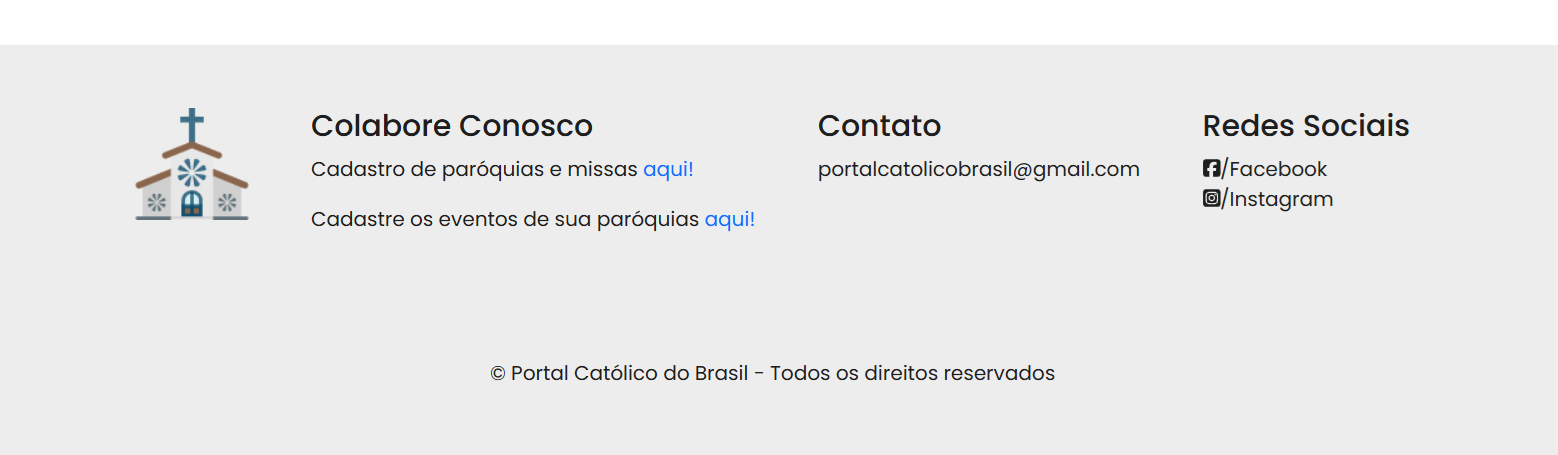 Colabore Conosco
Cadastro de paróquias e missas aqui!
Cadastre os eventos de sua paróquias aqui!
Contato
portalcatolicobrasil@gmail.com
Redes Sociais
/Facebook
/Instagram
© Portal Católico do Brasil - Todos os direitos reservados